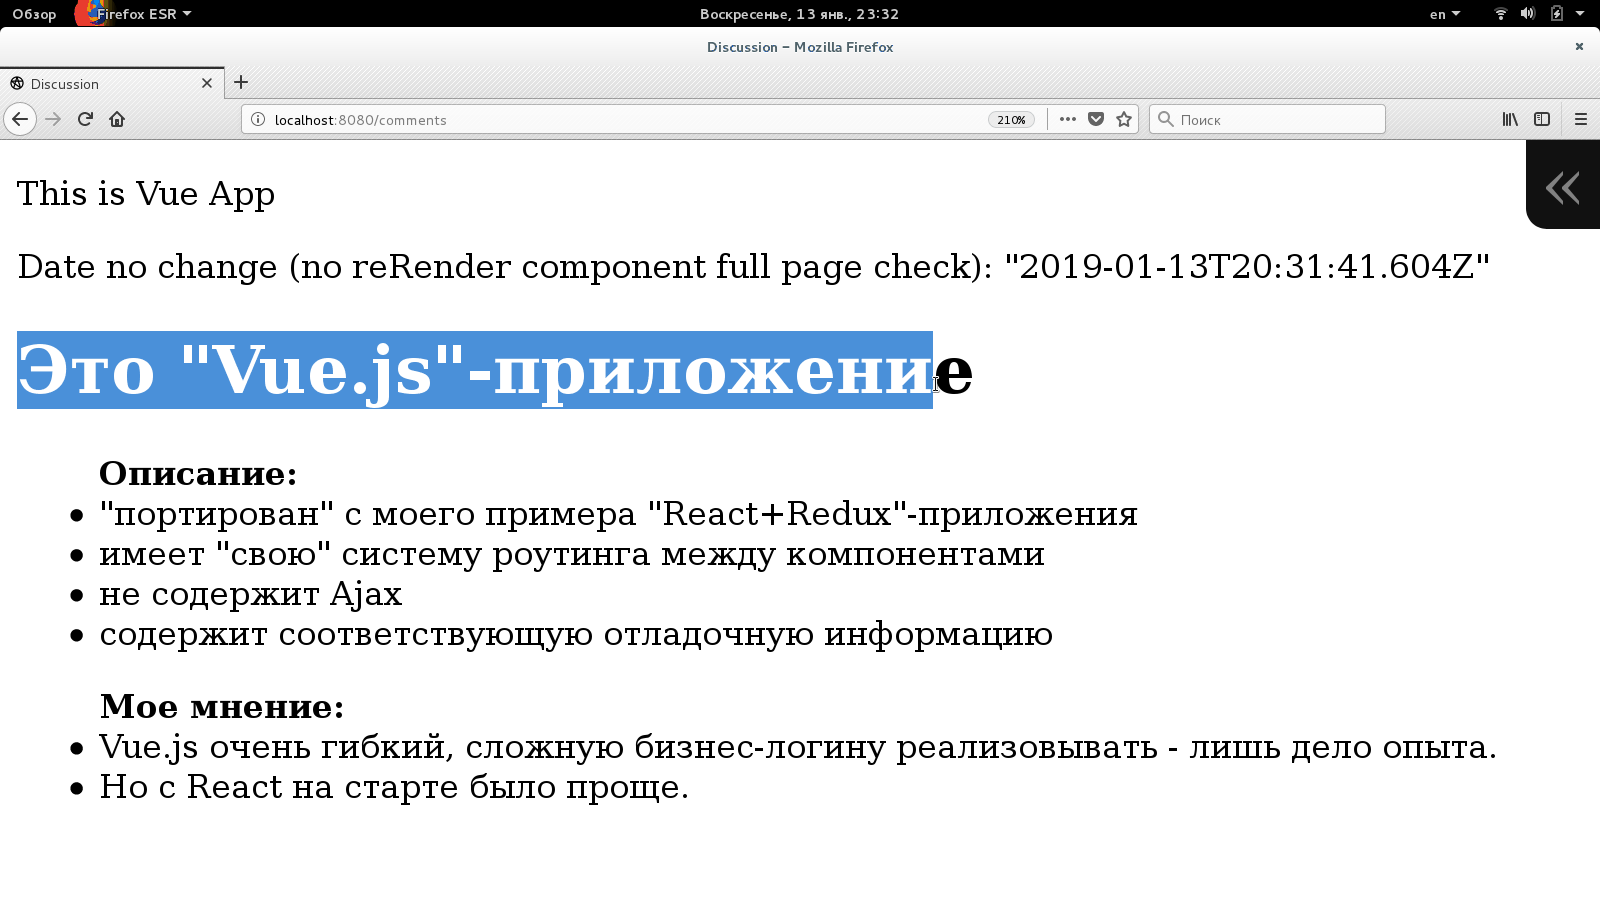 Обзор Firefox ESR Воскресенье, 13 янв., 23:32 en
Discussion – Mozilla Firefox
Discussion
localhost:8080/comments 210% Поиск
This is Vue App
Date no change (no reRender component full page check): "2019-01-13T20:31:41.604Z"
Это "Vue.js"-приложение
Описание:
"портирован" с моего примера "React+Redux"-приложения
имеет "свою" систему роутинга между компонентами
не содержит Ajax
содержит соответствующую отладочную информацию
Мое мнение:
Vue.js очень гибкий, сложную бизнес-логину реализовывать - лишь дело опыта.
Но с React на старте было проще.